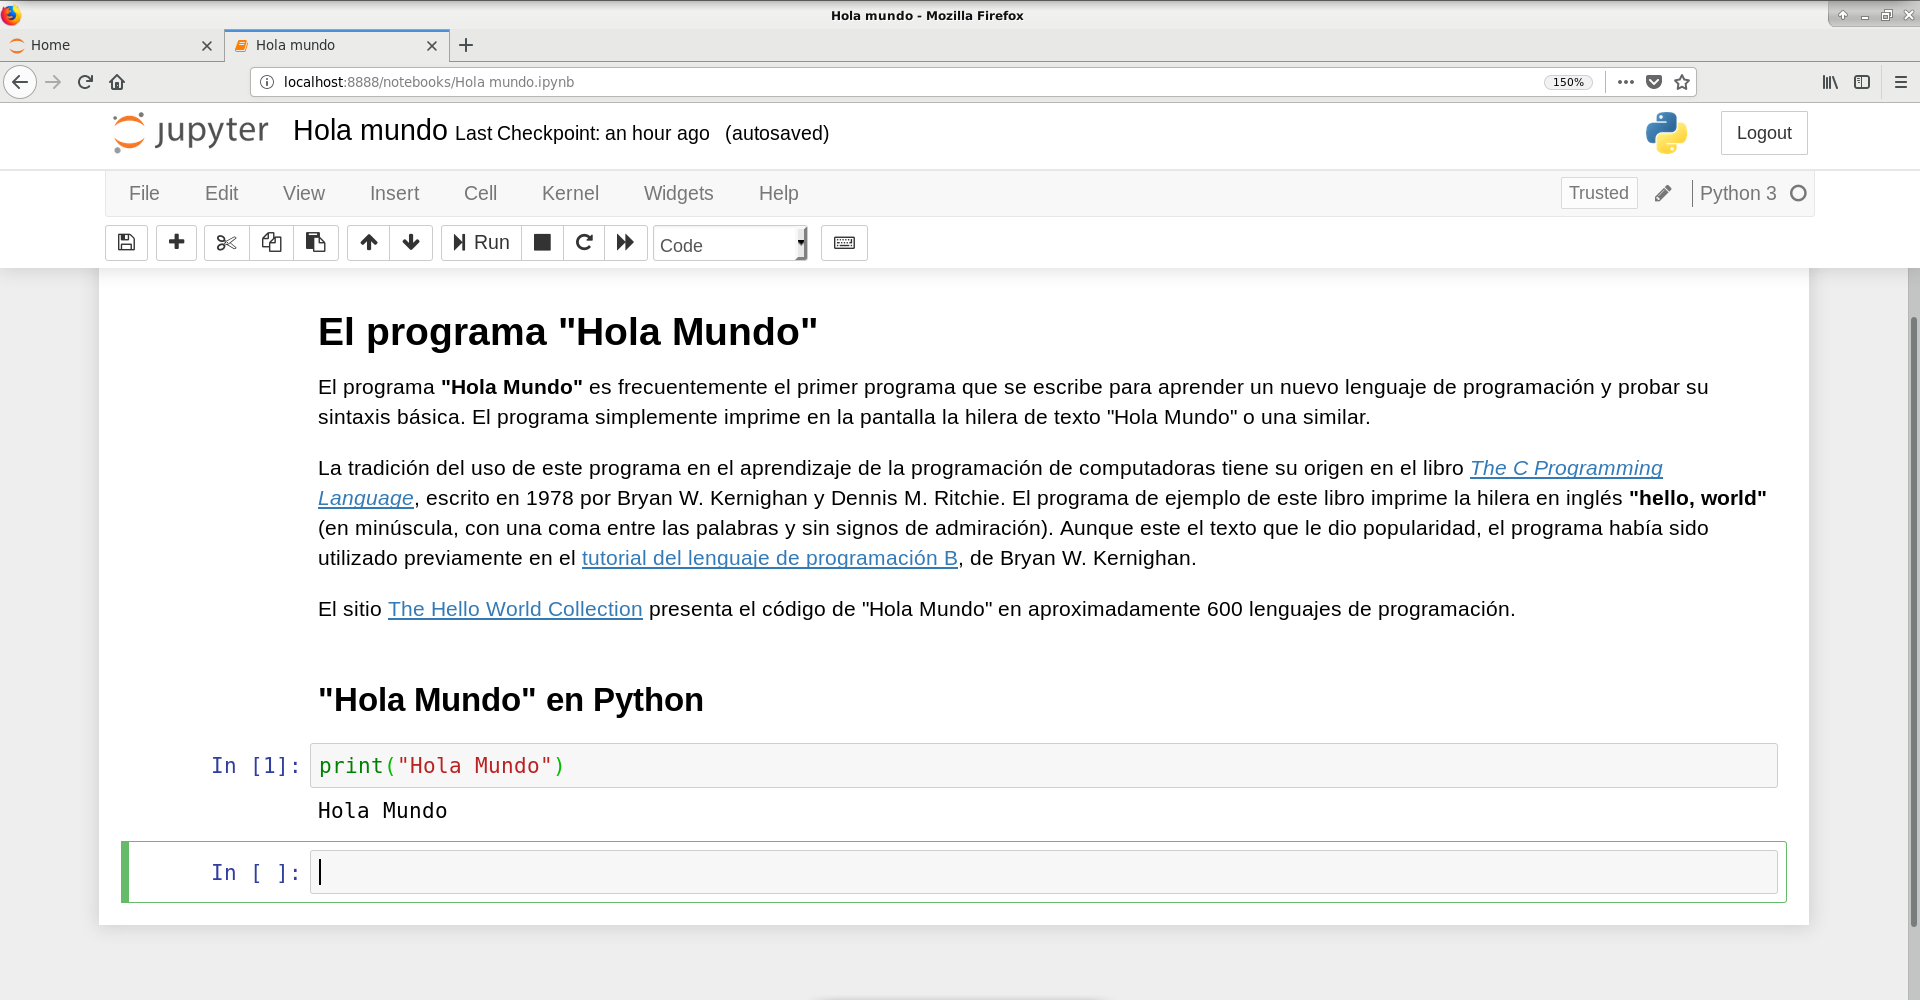 Hola mundo - Mozilla Firefox
Home
Hola mundo
localhost:8888/notebooks/Hola mundo.ipynb
150%
jupyter Hola mundo Last Checkpoint: an hour ago (autosaved)
Logout
File Edit View Insert Cell Kernel Widgets Help
Trusted
Python 3
Run
Code
El programa "Hola Mundo"
El programa "Hola Mundo" es frecuentemente el primer programa que se escribe para aprender un nuevo lenguaje de programación y probar su
sintaxis básica. El programa simplemente imprime en la pantalla la hilera de texto "Hola Mundo" o una similar.
La tradición del uso de este programa en el aprendizaje de la programación de computadoras tiene su origen en el libro The C Programming
Language, escrito en 1978 por Bryan W. Kernighan y Dennis M. Ritchie. El programa de ejemplo de este libro imprime la hilera en inglés "hello, world"
(en minúscula, con una coma entre las palabras y sin signos de admiración). Aunque este el texto que le dio popularidad, el programa había sido
utilizado previamente en el tutorial del lenguaje de programación B, de Bryan W. Kernighan.
El sitio The Hello World Collection presenta el código de "Hola Mundo" en aproximadamente 600 lenguajes de programación.
"Hola Mundo" en Python
In [1]: print("Hola Mundo")
Hola Mundo
In [ ]: